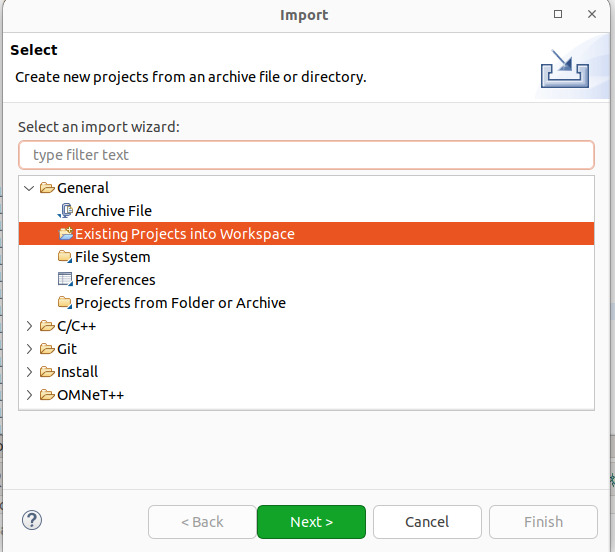 Import
Select
Create new projects from an archive file or directory.
Select an import wizard:
type filter text
General
Archive File
Existing Projects into Workspace
File System
Preferences
Projects from Folder or Archive
C/C++
Git
Install
OMNeT++
?
< Back
Next >
Cancel
Finish